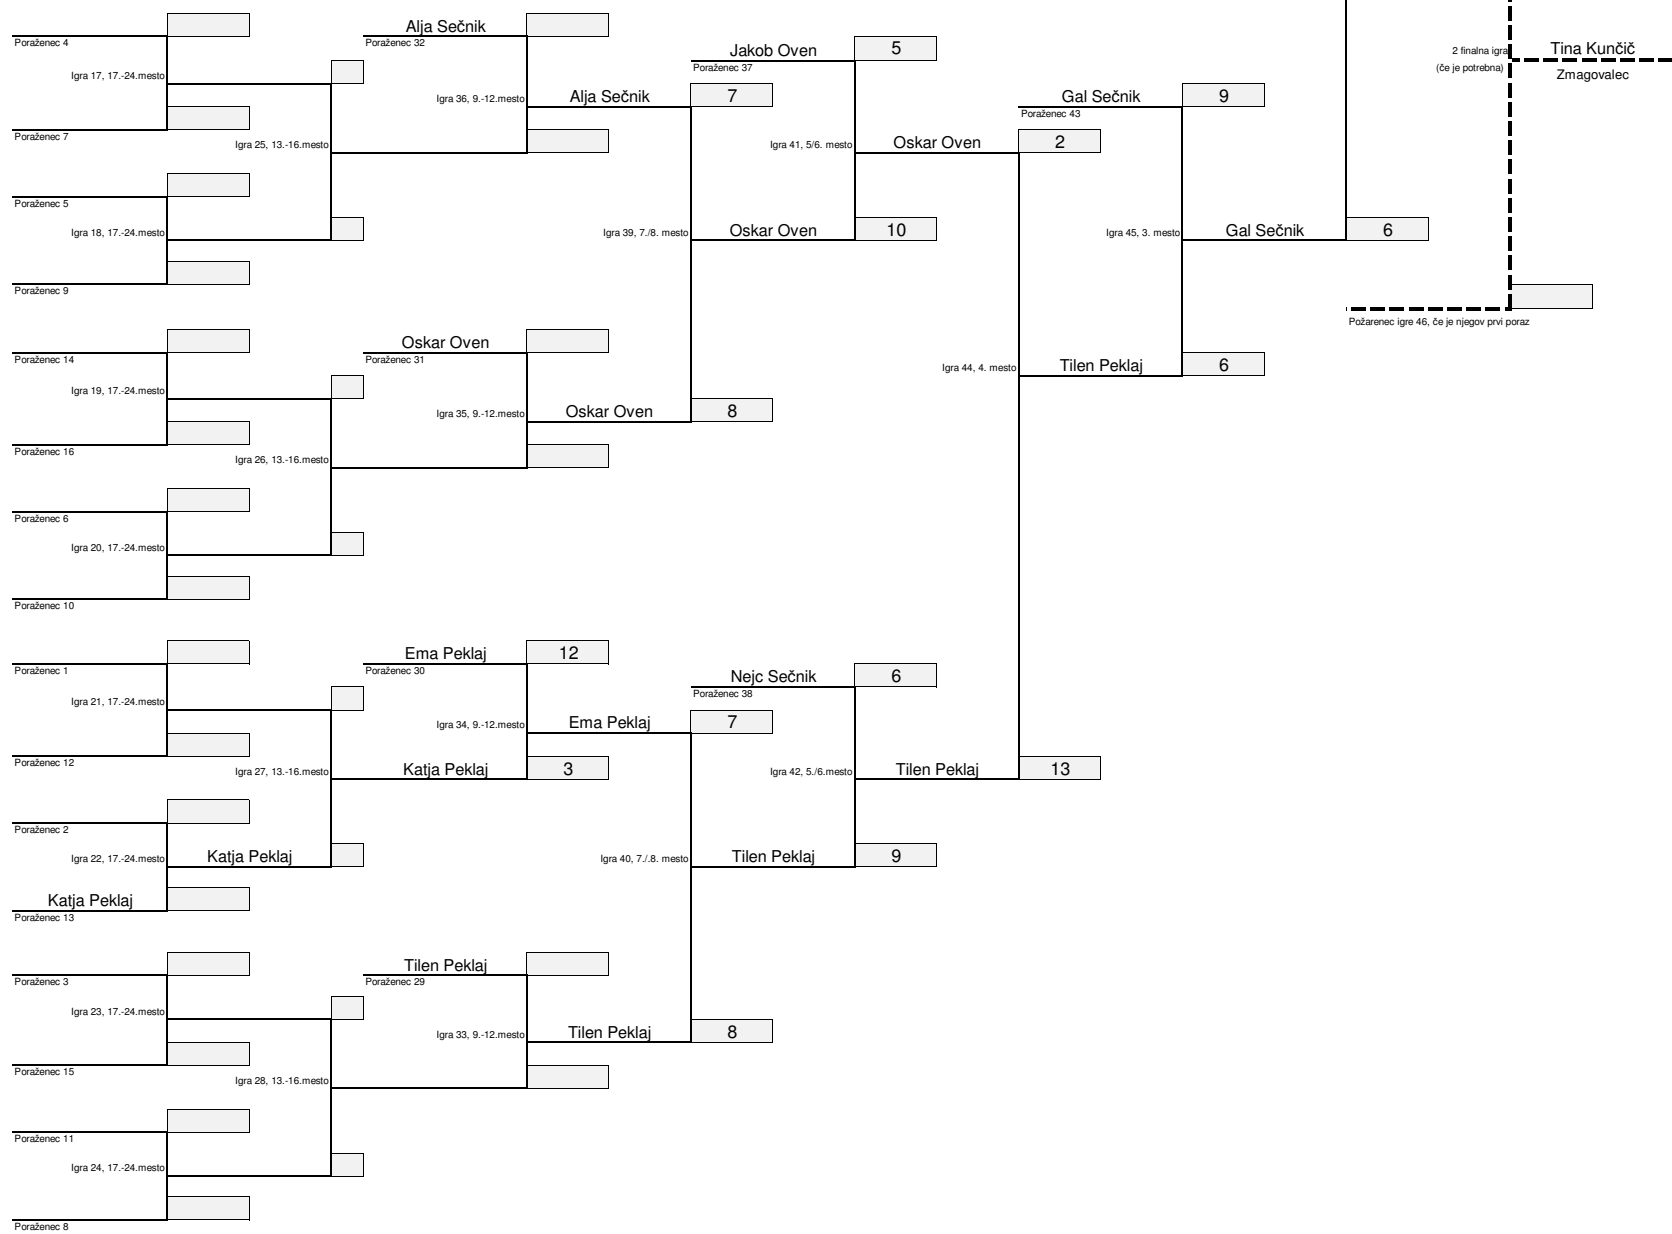 Poraženec 4
Igra 17, 17.-24.mesto
Poraženec 7
Igra 25, 13.-16.mesto
Poraženec 5
Igra 18, 17.-24.mesto
Poraženec 9
Poraženec 14
Igra 19, 17.-24.mesto
Poraženec 16
Igra 26, 13.-16.mesto
Poraženec 6
Igra 20, 17.-24.mesto
Poraženec 10
Poraženec 1
Igra 21, 17.-24.mesto
Poraženec 12
Igra 27, 13.-16.mesto
Poraženec 2
Igra 22, 17.-24.mesto
Katja Peklaj
Katja Peklaj
Poraženec 13
Poraženec 3
Igra 23, 17.-24.mesto
Poraženec 15
Igra 28, 13.-16.mesto
Poraženec 11
Igra 24, 17.-24.mesto
Poraženec 8
Alja Sečnik
Poraženec 32
Igra 36, 9.-12.mesto
Alja Sečnik
7
Oskar Oven
Poraženec 31
Igra 35, 9.-12.mesto
Oskar Oven
8
Igra 39, 7./8. mesto
Ema Peklaj
12
Poraženec 30
Igra 34, 9.-12.mesto
Ema Peklaj
7
Katja Peklaj
3
Tilen Peklaj
Poraženec 29
Igra 33, 9.-12.mesto
Tilen Peklaj
8
Igra 40, 7./.8. mesto
Jakob Oven
5
Poraženec 37
Igra 41, 5/6. mesto
Oskar Oven
2
Oskar Oven
10
Nejc Sečnik
6
Poraženec 38
Igra 42, 5./6.mesto
Tilen Peklaj
13
Tilen Peklaj
9
Igra 44, 4. mesto
Gal Sečnik
9
Poraženec 43
Igra 45, 3. mesto
Gal Sečnik
6
Tilen Peklaj
6
2 finalna igra
(če je potrebna)
Tina Kunčič
Zmagovalec
Požarenec igre 46, če je njegov prvi poraz